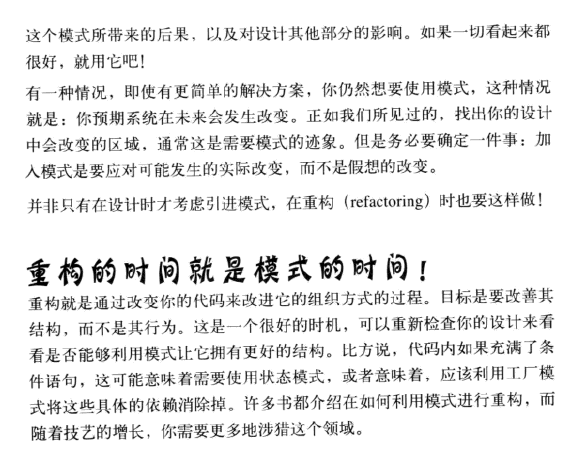 这个模式所带来的后果，以及对设计其他部分的影响。如果一切看起来都
很好，就用它吧！
有一种情况，即使有更简单的解决方案，你仍然想要使用模式，这种情况
就是：你预期系统在未来会发生改变。正如我们所见过的，找出你的设计
中会改变的区域，通常这是需要模式的迹象。但是务必要确定一件事：加
入模式是要应对可能发生的实际改变，而不是假想的改变。
并非只有在设计时才考虑引进模式，在重构（refactoring）时也要这样做！
重构的时间就是模式的时间！
重构就是通过改变你的代码来改进它的组织方式的过程。目标是要改善其
结构，而不是其行为。这是一个很好的时机，可以重新检查你的设计来看
看是否能够利用模式让它拥有更好的结构。比方说，代码内如果充满了条
件语句，这可能意味着需要使用状态模式，或者意味着，应该利用工厂模
式将这些具体的依赖消除掉。许多书都介绍在如何利用模式进行重构，而
随着技艺的增长，你需要更多地涉猎这个领域。